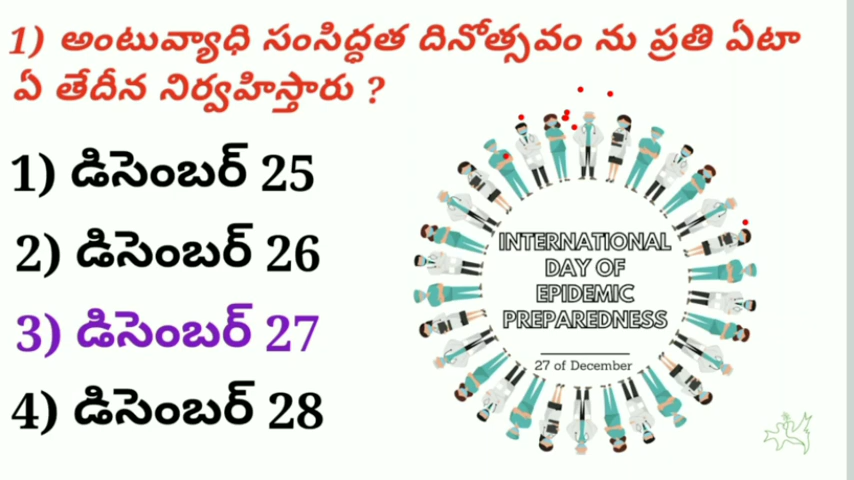 1) అంటువ్యాధి సంసిద్ధత దినోత్సవం ను ప్రతి ఏటా
ఏ తేదీన నిర్వహిస్తారు ?
1) డిసెంబర్ 25
2) డిసెంబర్ 26
3) డిసెంబర్ 27
4) డిసెంబర్ 28
INTERNATIONAL
DAY OF
EPIDEMIC
PREPAREDNESS
27 of December